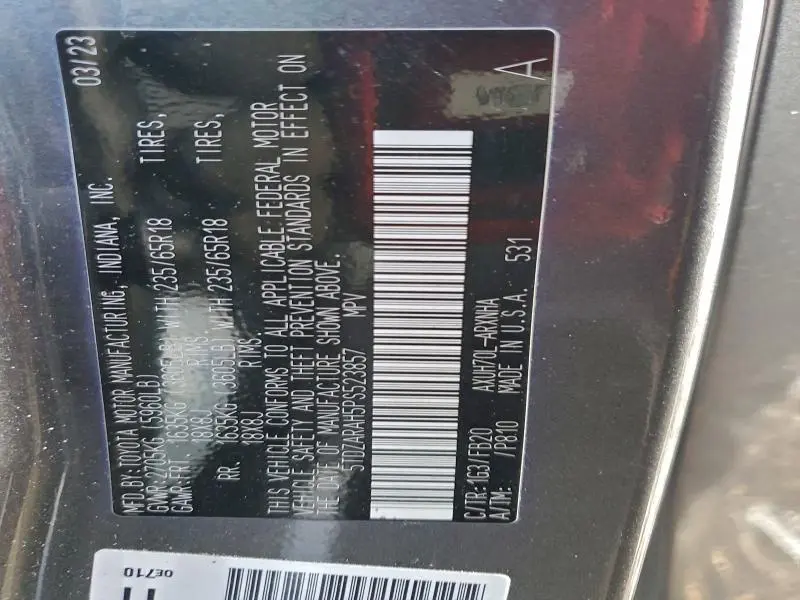 MFD.BY: TOYOTA MOTOR MANUFACTURING, INDIANA, INC. 03/23
GVWR: 2705KG (5960LB)
GAWR: FRT. 1635KG (3605LB) WITH 235/65R18 TIRES,
18X8J RIMS
RR. 1635KG (3605LB) WITH 235/65R18 TIRES,
18X8J RIMS
THIS VEHICLE CONFORMS TO ALL APPLICABLE FEDERAL MOTOR
VEHICLE SAFETY AND THEFT PREVENTION STANDARDS IN EFFECT ON
THE DATE OF MANUFACTURE SHOWN ABOVE.
5TDZARAH5PS523857 MPV
C/TR: 1G3/FB20 AXUH70L-ARXNHA
A/TM: /P810 MADE IN U.S.A. 531 A
0E710